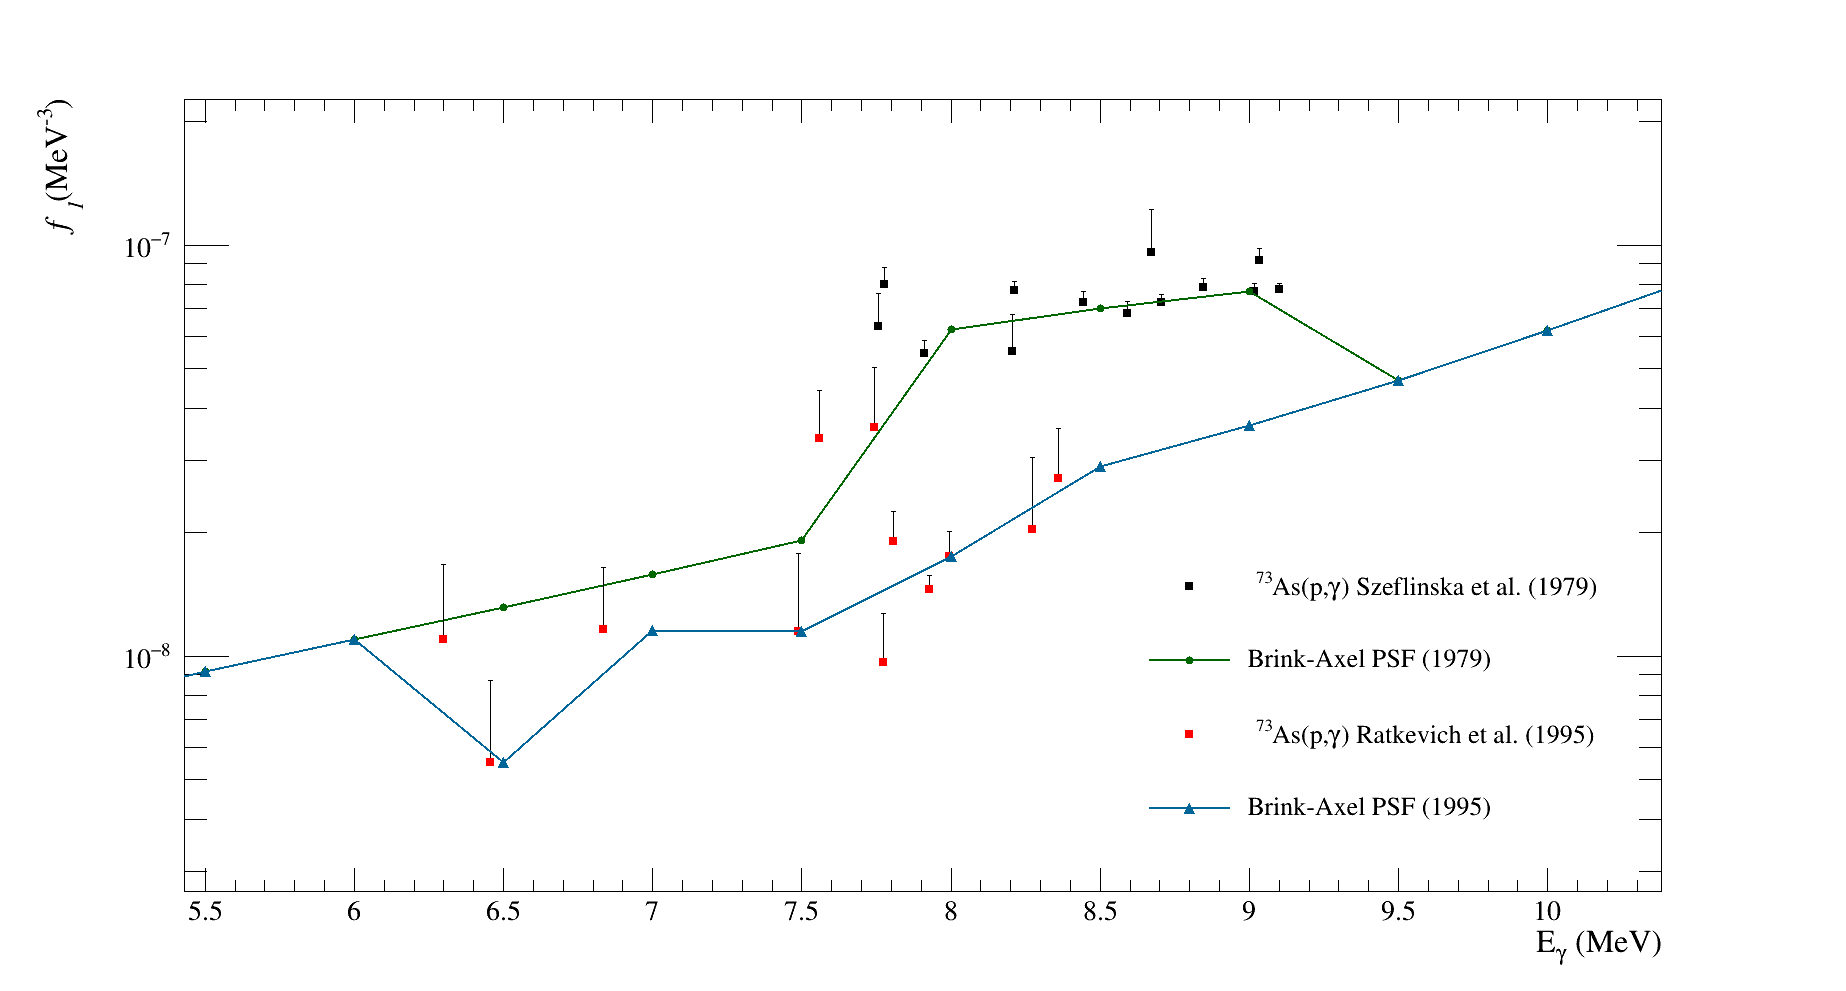 f₁(MeV⁻³)
10⁻⁷
10⁻⁸
⁷³As(p,γ) Szeflinska et al. (1979)
Brink-Axel PSF (1979)
⁷³As(p,γ) Ratkevich et al. (1995)
Brink-Axel PSF (1995)
5.5 6 6.5 7 7.5 8 8.5 9 9.5 10
Eᵧ (MeV)